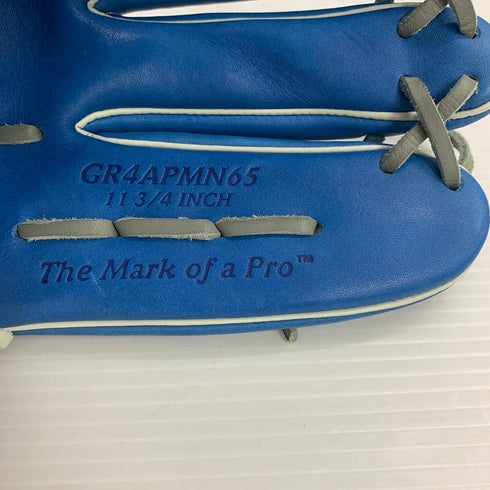 GR4APMN65
11 3/4 INCH
The Mark of a Pro™